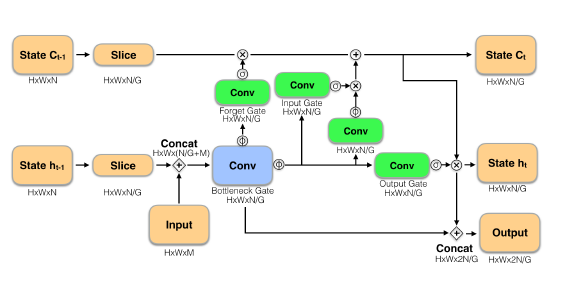 State Ct-1
HxWxN
Slice
HxWxN/G
×
+
State Ct
HxWxN/G
σ
Conv
Forget Gate
HxWxN/G
Conv
Input Gate
HxWxN/G
σ
×
Φ
Conv
HxWxN/G
Φ
State ht-1
HxWxN
Slice
HxWxN/G
Concat
HxWx(N/G+M)
+
Conv
Bottleneck Gate
HxWxN/G
Φ
Conv
Output Gate
HxWxN/G
σ
×
State ht
HxWxN/G
Input
HxWxM
+
Concat
HxWx2N/G
Output
HxWx2N/G